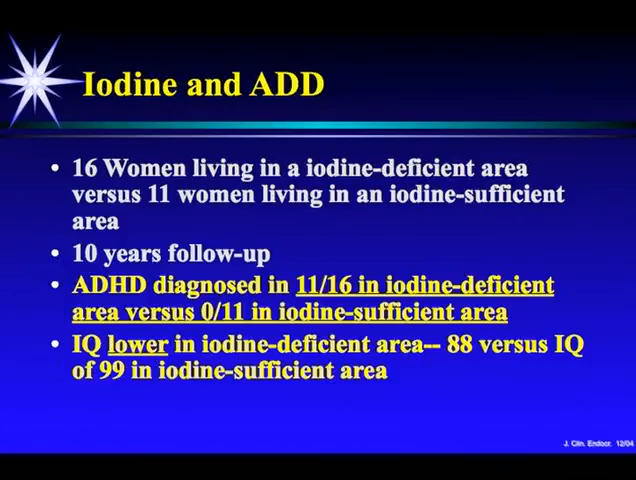 Iodine and ADD
• 16 Women living in a iodine-deficient area
versus 11 women living in an iodine-sufficient
area
• 10 years follow-up
• ADHD diagnosed in 11/16 in iodine-deficient
area versus 0/11 in iodine-sufficient area
• IQ lower in iodine-deficient area-- 88 versus IQ
of 99 in iodine-sufficient area
J. Clin. Endocr. 12/04